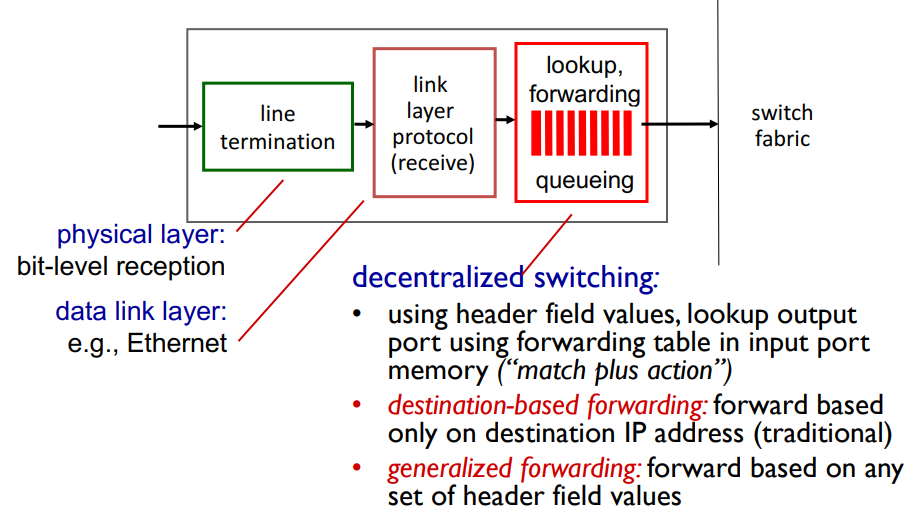 line
termination
link
layer
protocol
(receive)
lookup,
forwarding
queueing
switch
fabric
physical layer:
bit-level reception
data link layer:
e.g., Ethernet
decentralized switching:
• using header field values, lookup output
port using forwarding table in input port
memory (“match plus action”)
• destination-based forwarding: forward based
only on destination IP address (traditional)
• generalized forwarding: forward based on any
set of header field values